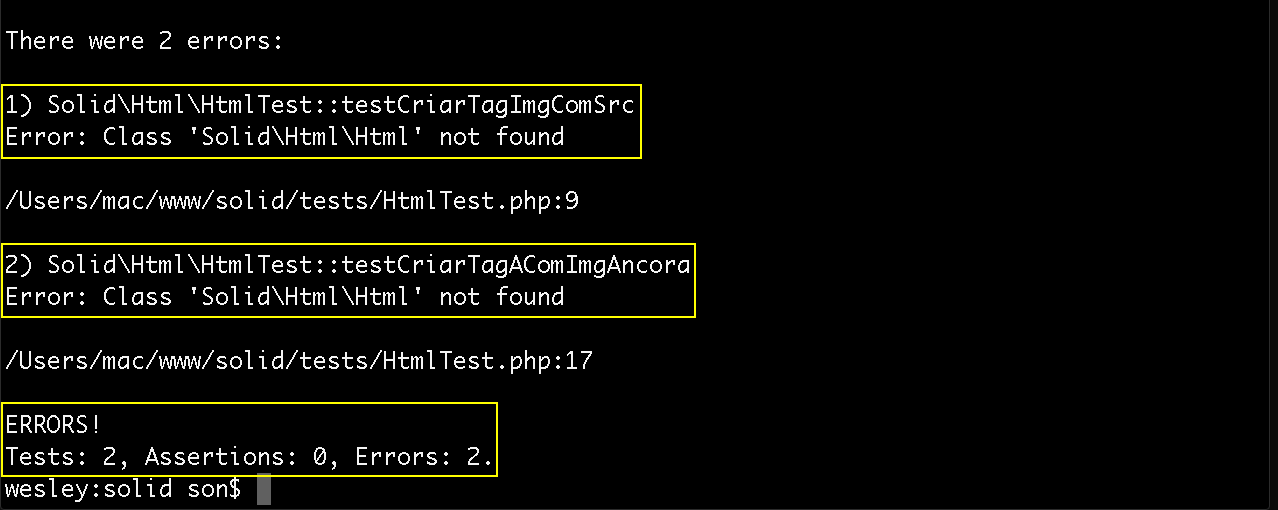 There were 2 errors:
1) Solid\Html\HtmlTest::testCriarTagImgComSrc
Error: Class 'Solid\Html\Html' not found
/Users/mac/www/solid/tests/HtmlTest.php:9
2) Solid\Html\HtmlTest::testCriarTagAComImgAncora
Error: Class 'Solid\Html\Html' not found
/Users/mac/www/solid/tests/HtmlTest.php:17
ERRORS!
Tests: 2, Assertions: 0, Errors: 2.
wesley:solid son$